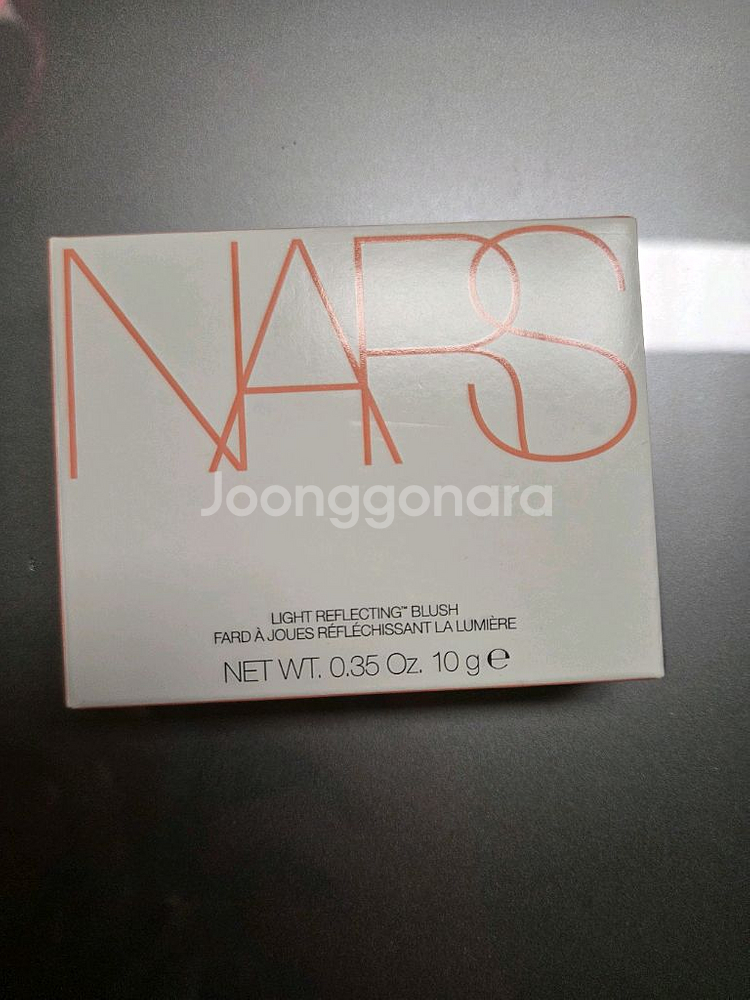 NARS
Joonggonara
LIGHT REFLECTING™ BLUSH
FARD À JOUES RÉFLÉCHISSANT LA LUMIÈRE
NET WT. 0.35 Oz. 10 g ℮